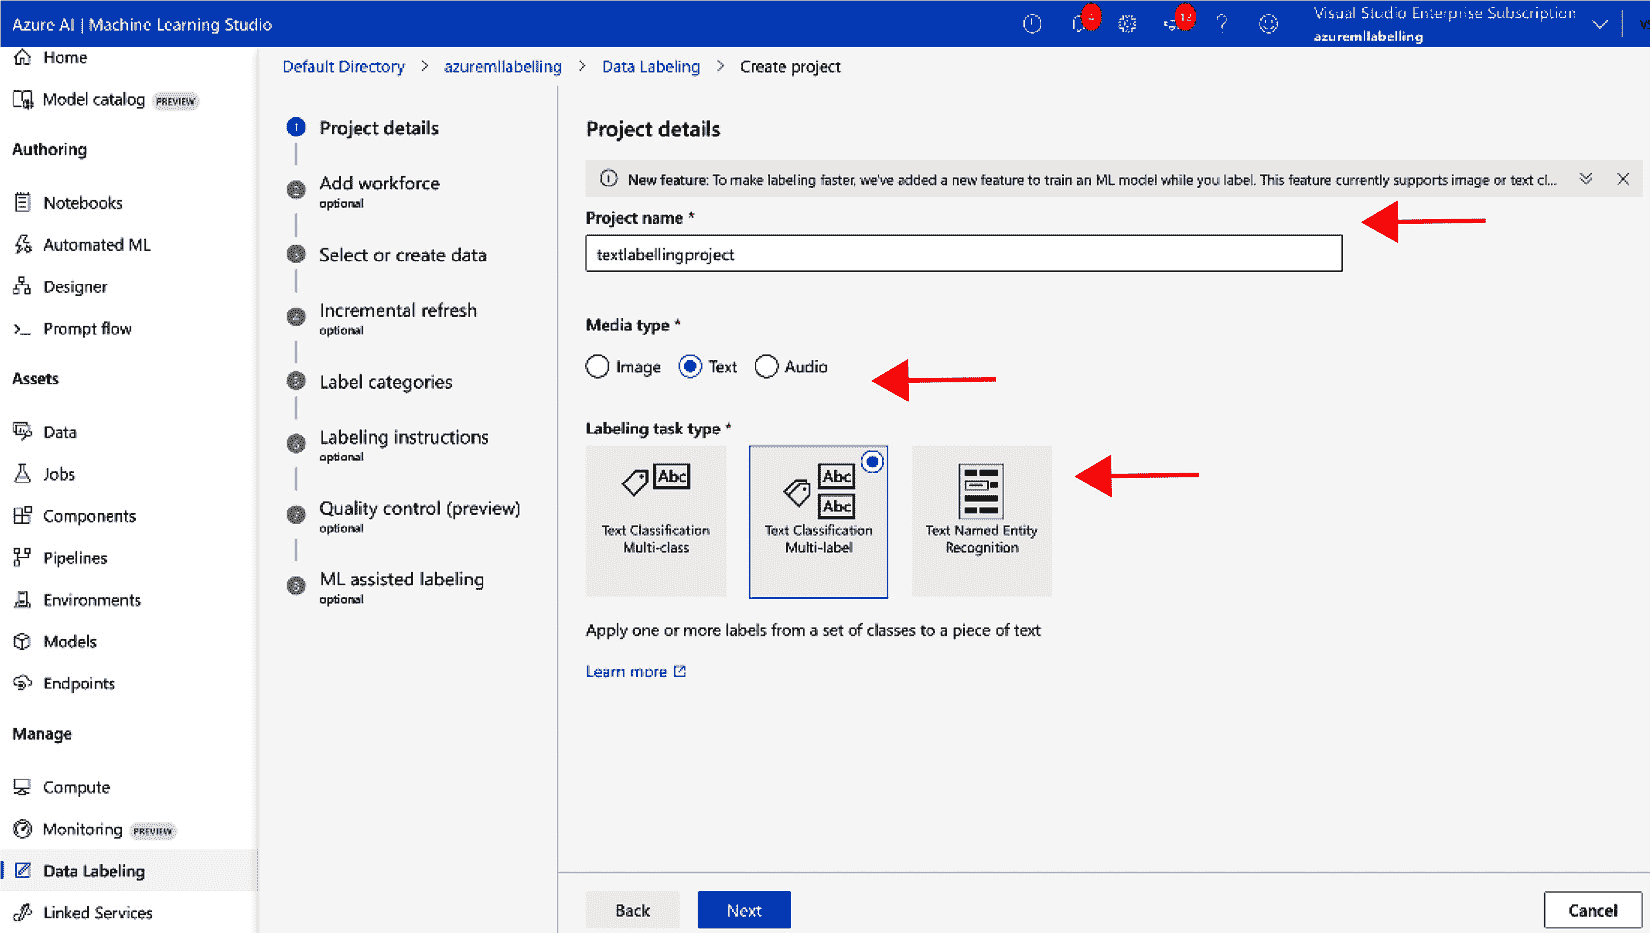 Azure AI | Machine Learning Studio
Visual Studio Enterprise Subscription
azuremllabelling
Home
Model catalog PREVIEW
Authoring
Notebooks
Automated ML
Designer
Prompt flow
Assets
Data
Jobs
Components
Pipelines
Environments
Models
Endpoints
Manage
Compute
Monitoring PREVIEW
Data Labeling
Linked Services
Default Directory > azuremllabelling > Data Labeling > Create project
1 Project details
Add workforce
optional
Select or create data
Incremental refresh
optional
Label categories
Labeling instructions
optional
Quality control (preview)
optional
ML assisted labeling
optional
Project details
New feature: To make labeling faster, we've added a new feature to train an ML model while you label. This feature currently supports image or text cl...
Project name *
textlabellingproject
Media type *
Image Text Audio
Labeling task type *
Abc
Text Classification
Multi-class
Abc
Abc
Text Classification
Multi-label
Text Named Entity
Recognition
Apply one or more labels from a set of classes to a piece of text
Learn more
Back Next Cancel